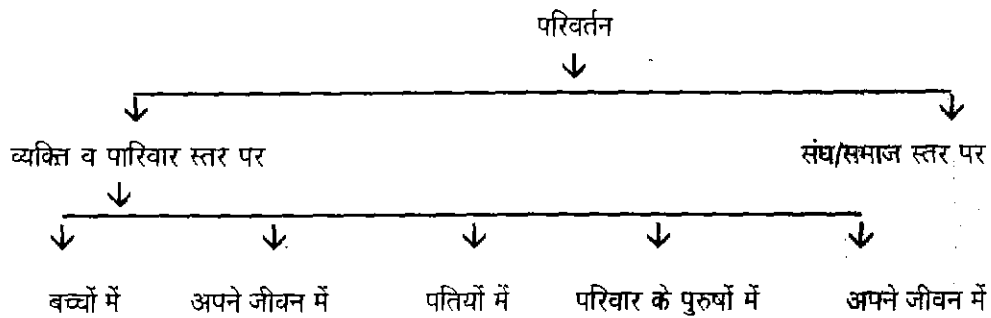 परिवर्तन
व्यक्ति व पारिवार स्तर पर
संघ/समाज स्तर पर
बच्चों में
अपने जीवन में
पतियों में
परिवार के पुरुषों में
अपने जीवन में